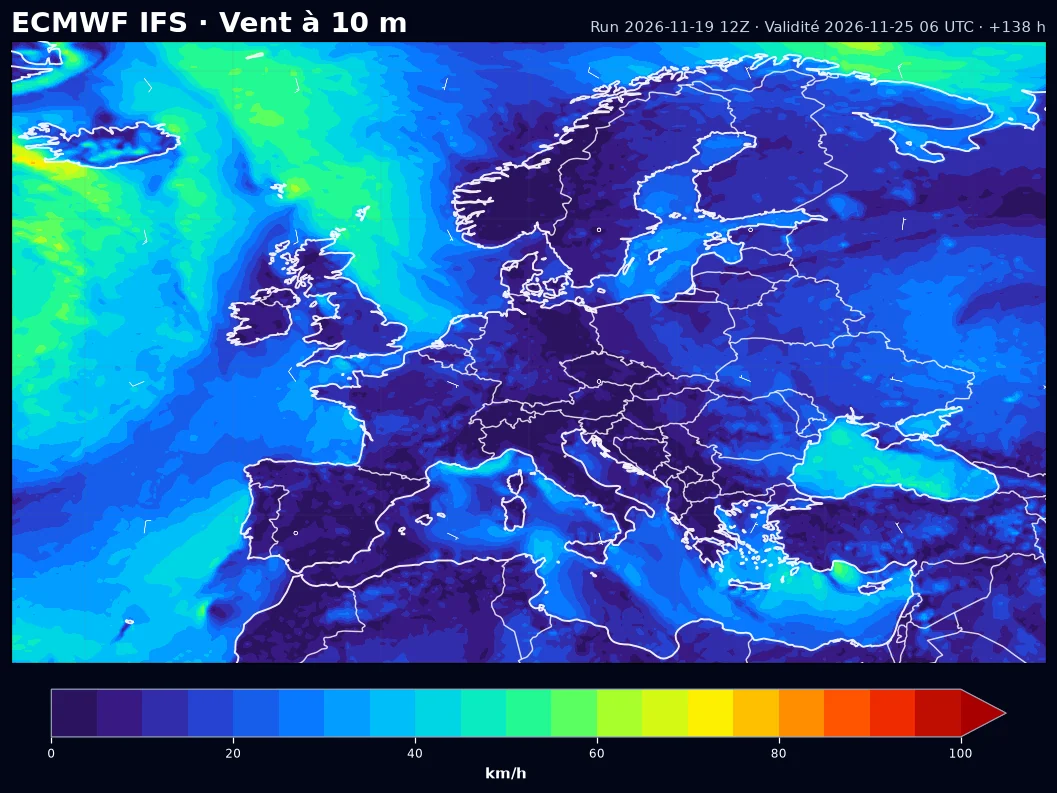 ECMWF IFS · Vent à 10 m
Run 2026-11-19 12Z · Validité 2026-11-25 06 UTC · +138 h
0 20 40 60 80 100
km/h